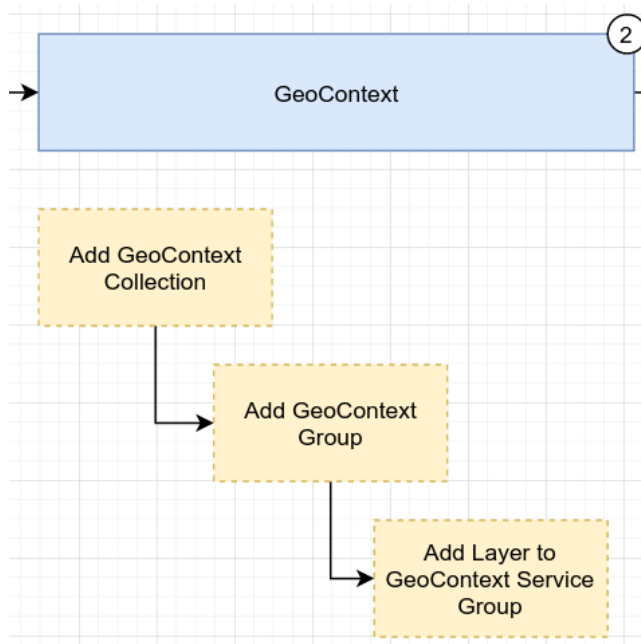 2
GeoContext
Add GeoContext
Collection
Add GeoContext
Group
Add Layer to
GeoContext Service
Group